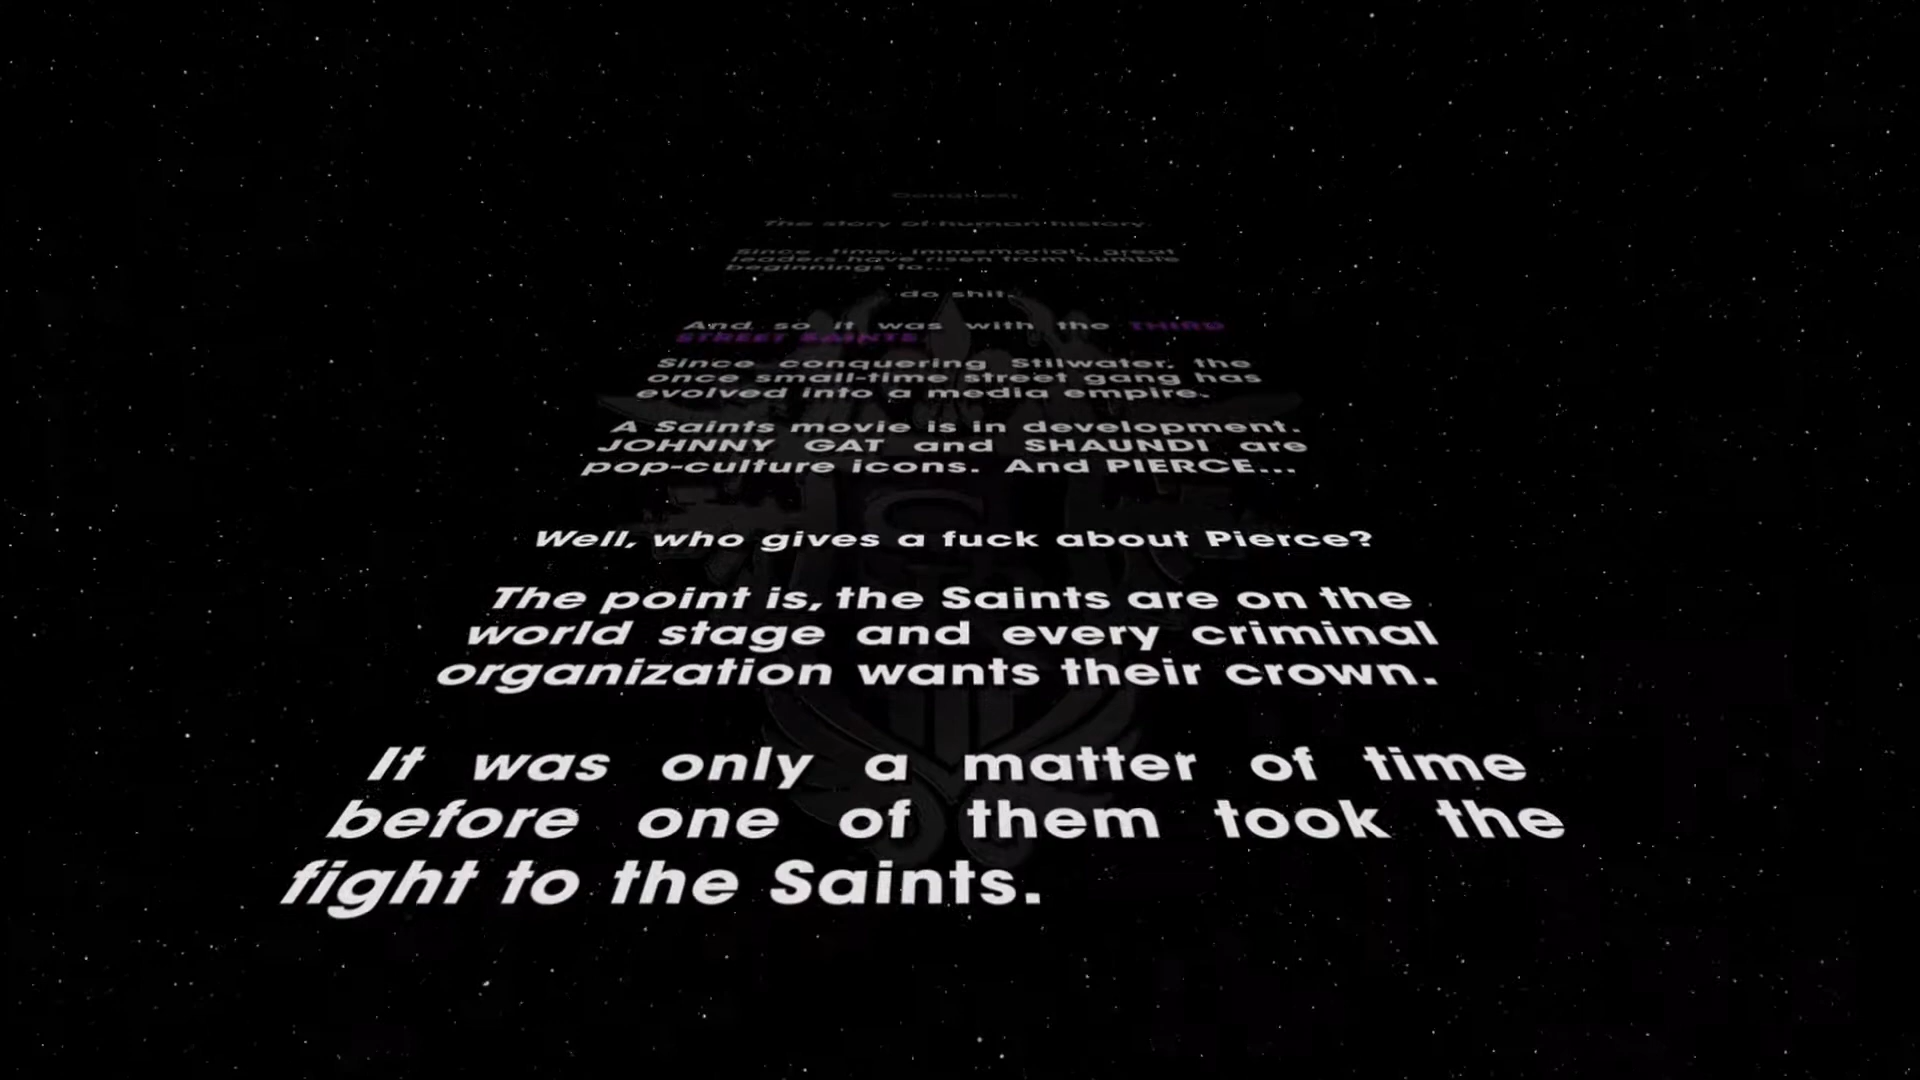 Conquest
The story of human history.
Since time, immemorial, great
leaders have risen from humble
beginnings to...
do shit.
And so it was with the THIRD
STREET SAINTS
Since conquering Stilwater, the
once small-time street gang has
evolved into a media empire.
A Saints movie is in development.
JOHNNY GAT and SHAUNDI are
pop-culture icons. And PIERCE...
Well, who gives a fuck about Pierce?
The point is, the Saints are on the
world stage and every criminal
organization wants their crown.
It was only a matter of time
before one of them took the
fight to the Saints.